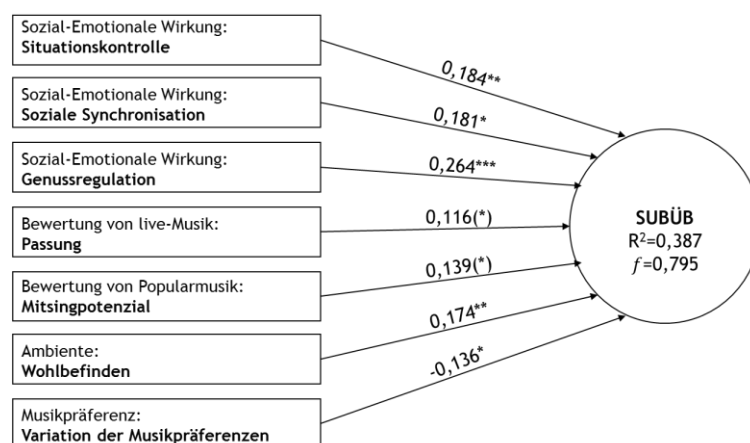 Sozial-Emotionale Wirkung:
Situationskontrolle
0,184**
Sozial-Emotionale Wirkung:
Soziale Synchronisation
0,181*
Sozial-Emotionale Wirkung:
Genussregulation
0,264***
Bewertung von live-Musik:
Passung
0,116(*)
Bewertung von Popularmusik:
Mitsingpotenzial
0,139(*)
Ambiente:
Wohlbefinden
0,174**
Musikpräferenz:
Variation der Musikpräferenzen
-0,136*
SUBÜB
R²=0,387
f=0,795